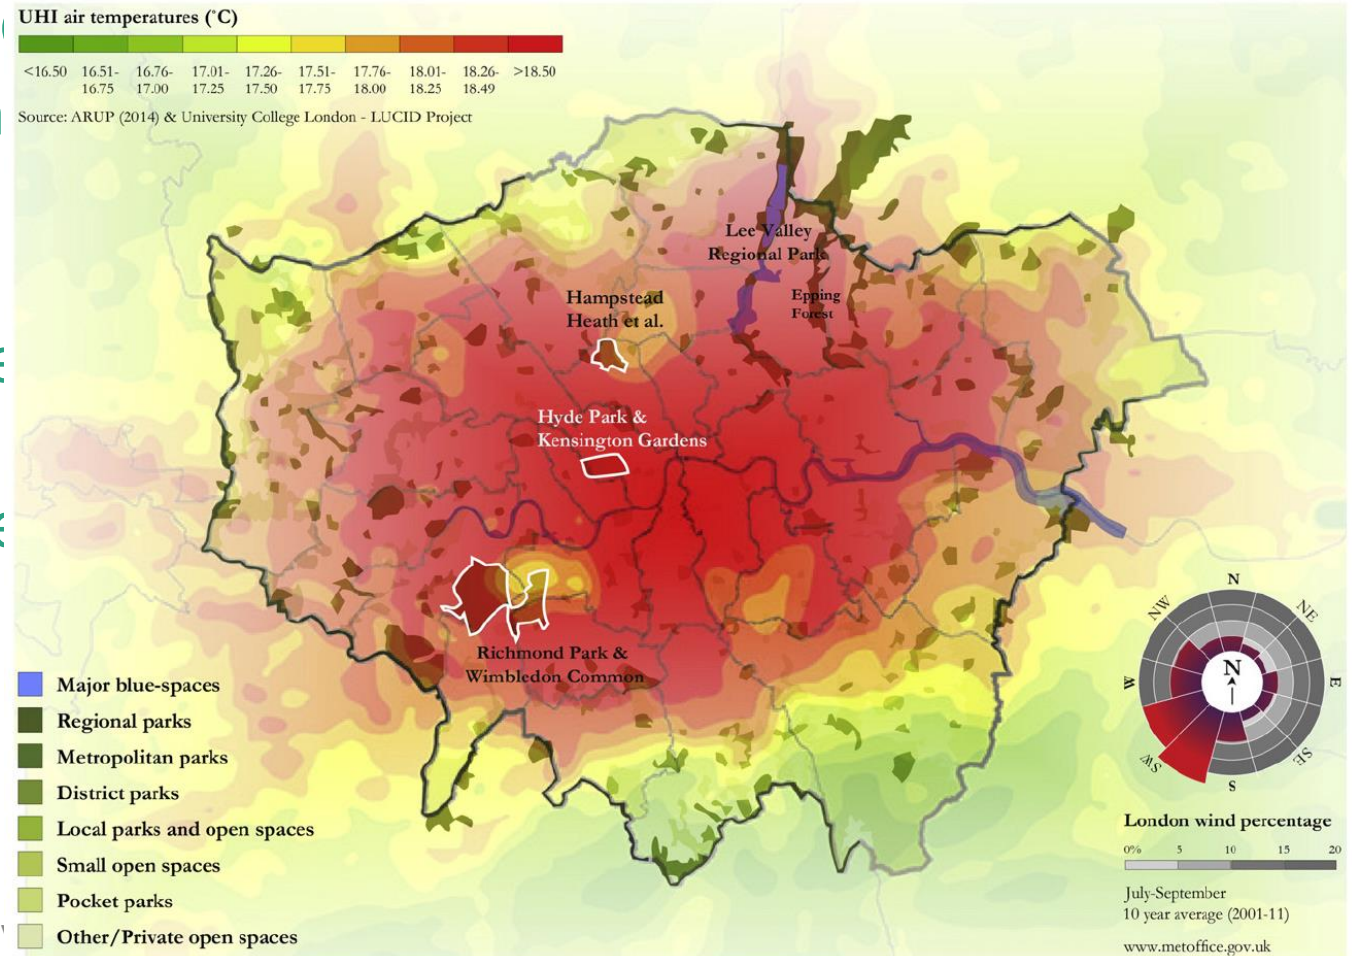 UHI air temperatures (˚C)
<16.50 16.51-16.75 16.76-17.00 17.01-17.25 17.26-17.50 17.51-17.75 17.76-18.00 18.01-18.25 18.26-18.49 >18.50
Source: ARUP (2014) & University College London - LUCID Project
Lee Valley
Regional Park
Hampstead
Heath et al.
Epping
Forest
Hyde Park &
Kensington Gardens
Richmond Park &
Wimbledon Common
Major blue-spaces
Regional parks
Metropolitan parks
District parks
Local parks and open spaces
Small open spaces
Pocket parks
Other/Private open spaces
N
NW
NE
N
W
E
SW
SE
S
London wind percentage
0% 5 10 15 20
July-September
10 year average (2001-11)
www.metoffice.gov.uk